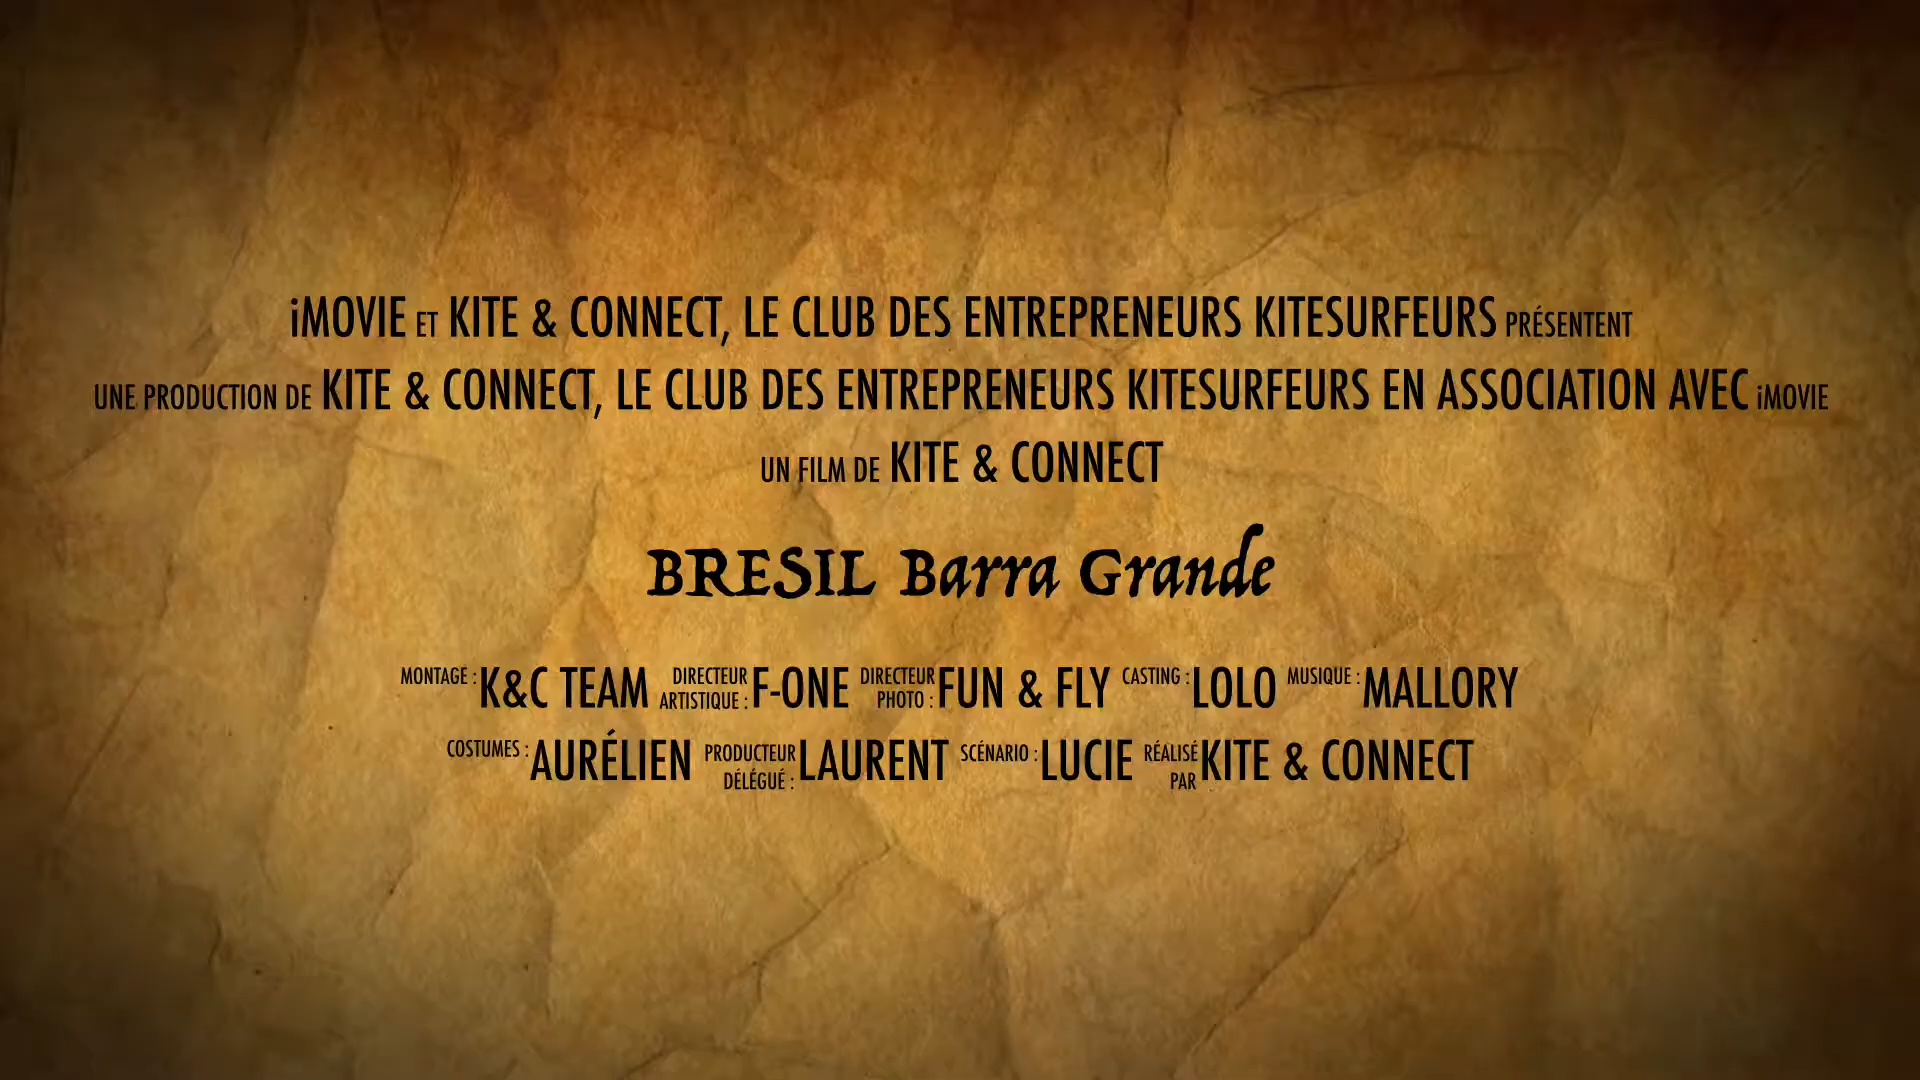 iMOVIE ET KITE & CONNECT, LE CLUB DES ENTREPRENEURS KITESURFEURS PRÉSENTENT
UNE PRODUCTION DE KITE & CONNECT, LE CLUB DES ENTREPRENEURS KITESURFEURS EN ASSOCIATION AVEC iMOVIE
UN FILM DE KITE & CONNECT
BRESIL Barra Grande
MONTAGE : K&C TEAM DIRECTEUR ARTISTIQUE : F-ONE DIRECTEUR PHOTO : FUN & FLY CASTING : LOLO MUSIQUE : MALLORY
COSTUMES : AURÉLIEN PRODUCTEUR DÉLÉGUÉ : LAURENT SCÉNARIO : LUCIE RÉALISÉ PAR KITE & CONNECT